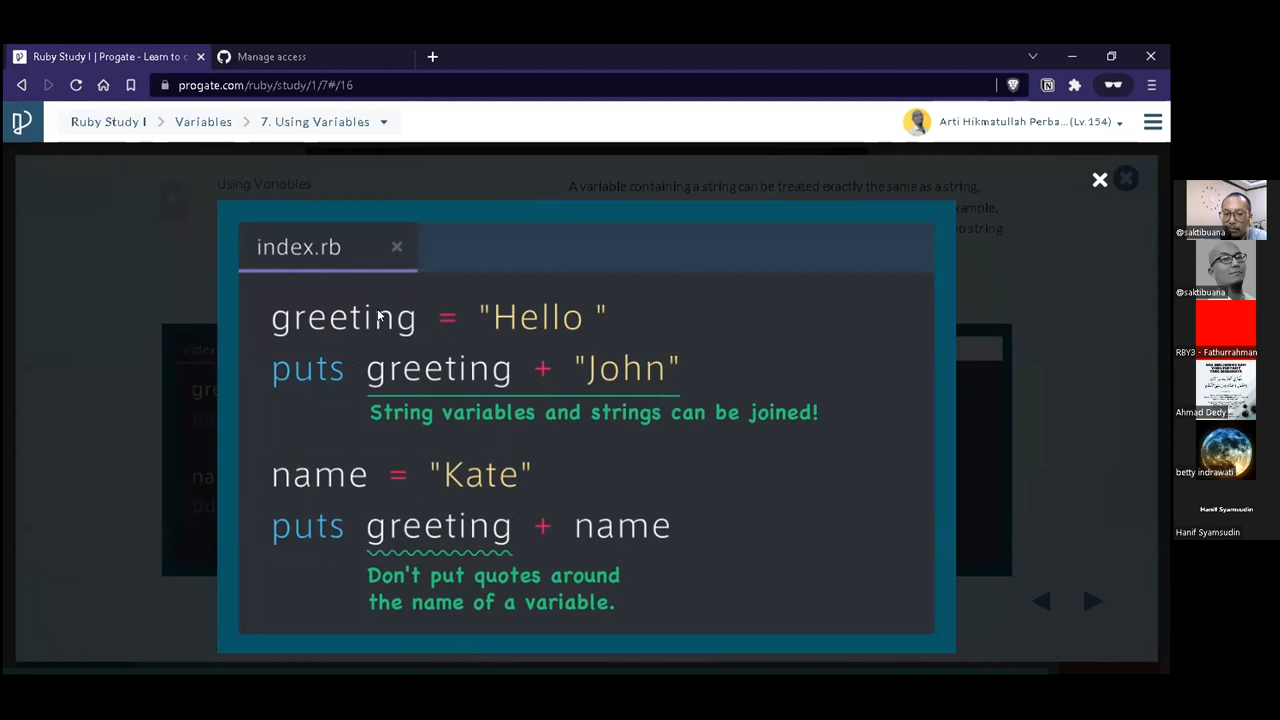 Ruby Study I | Progate - Learn to c
Manage access
progate.com/ruby/study/1/7#/16
Ruby Study I
Variables
7. Using Variables
Arti Hikmatullah Perba...(Lv.154)
Using Variables
A variable containing a string can be treated exactly the same as a string,
index.rb
greeting = "Hello "
puts greeting + "John"
String variables and strings can be joined!
name = "Kate"
puts greeting + name
Don't put quotes around
the name of a variable.
@saktibuana
@saktibuana
RBY3 - Fathurrahman
Ahmad Dedy
betty indrawati
Hanif Syamsudin
Hanif Syamsudin